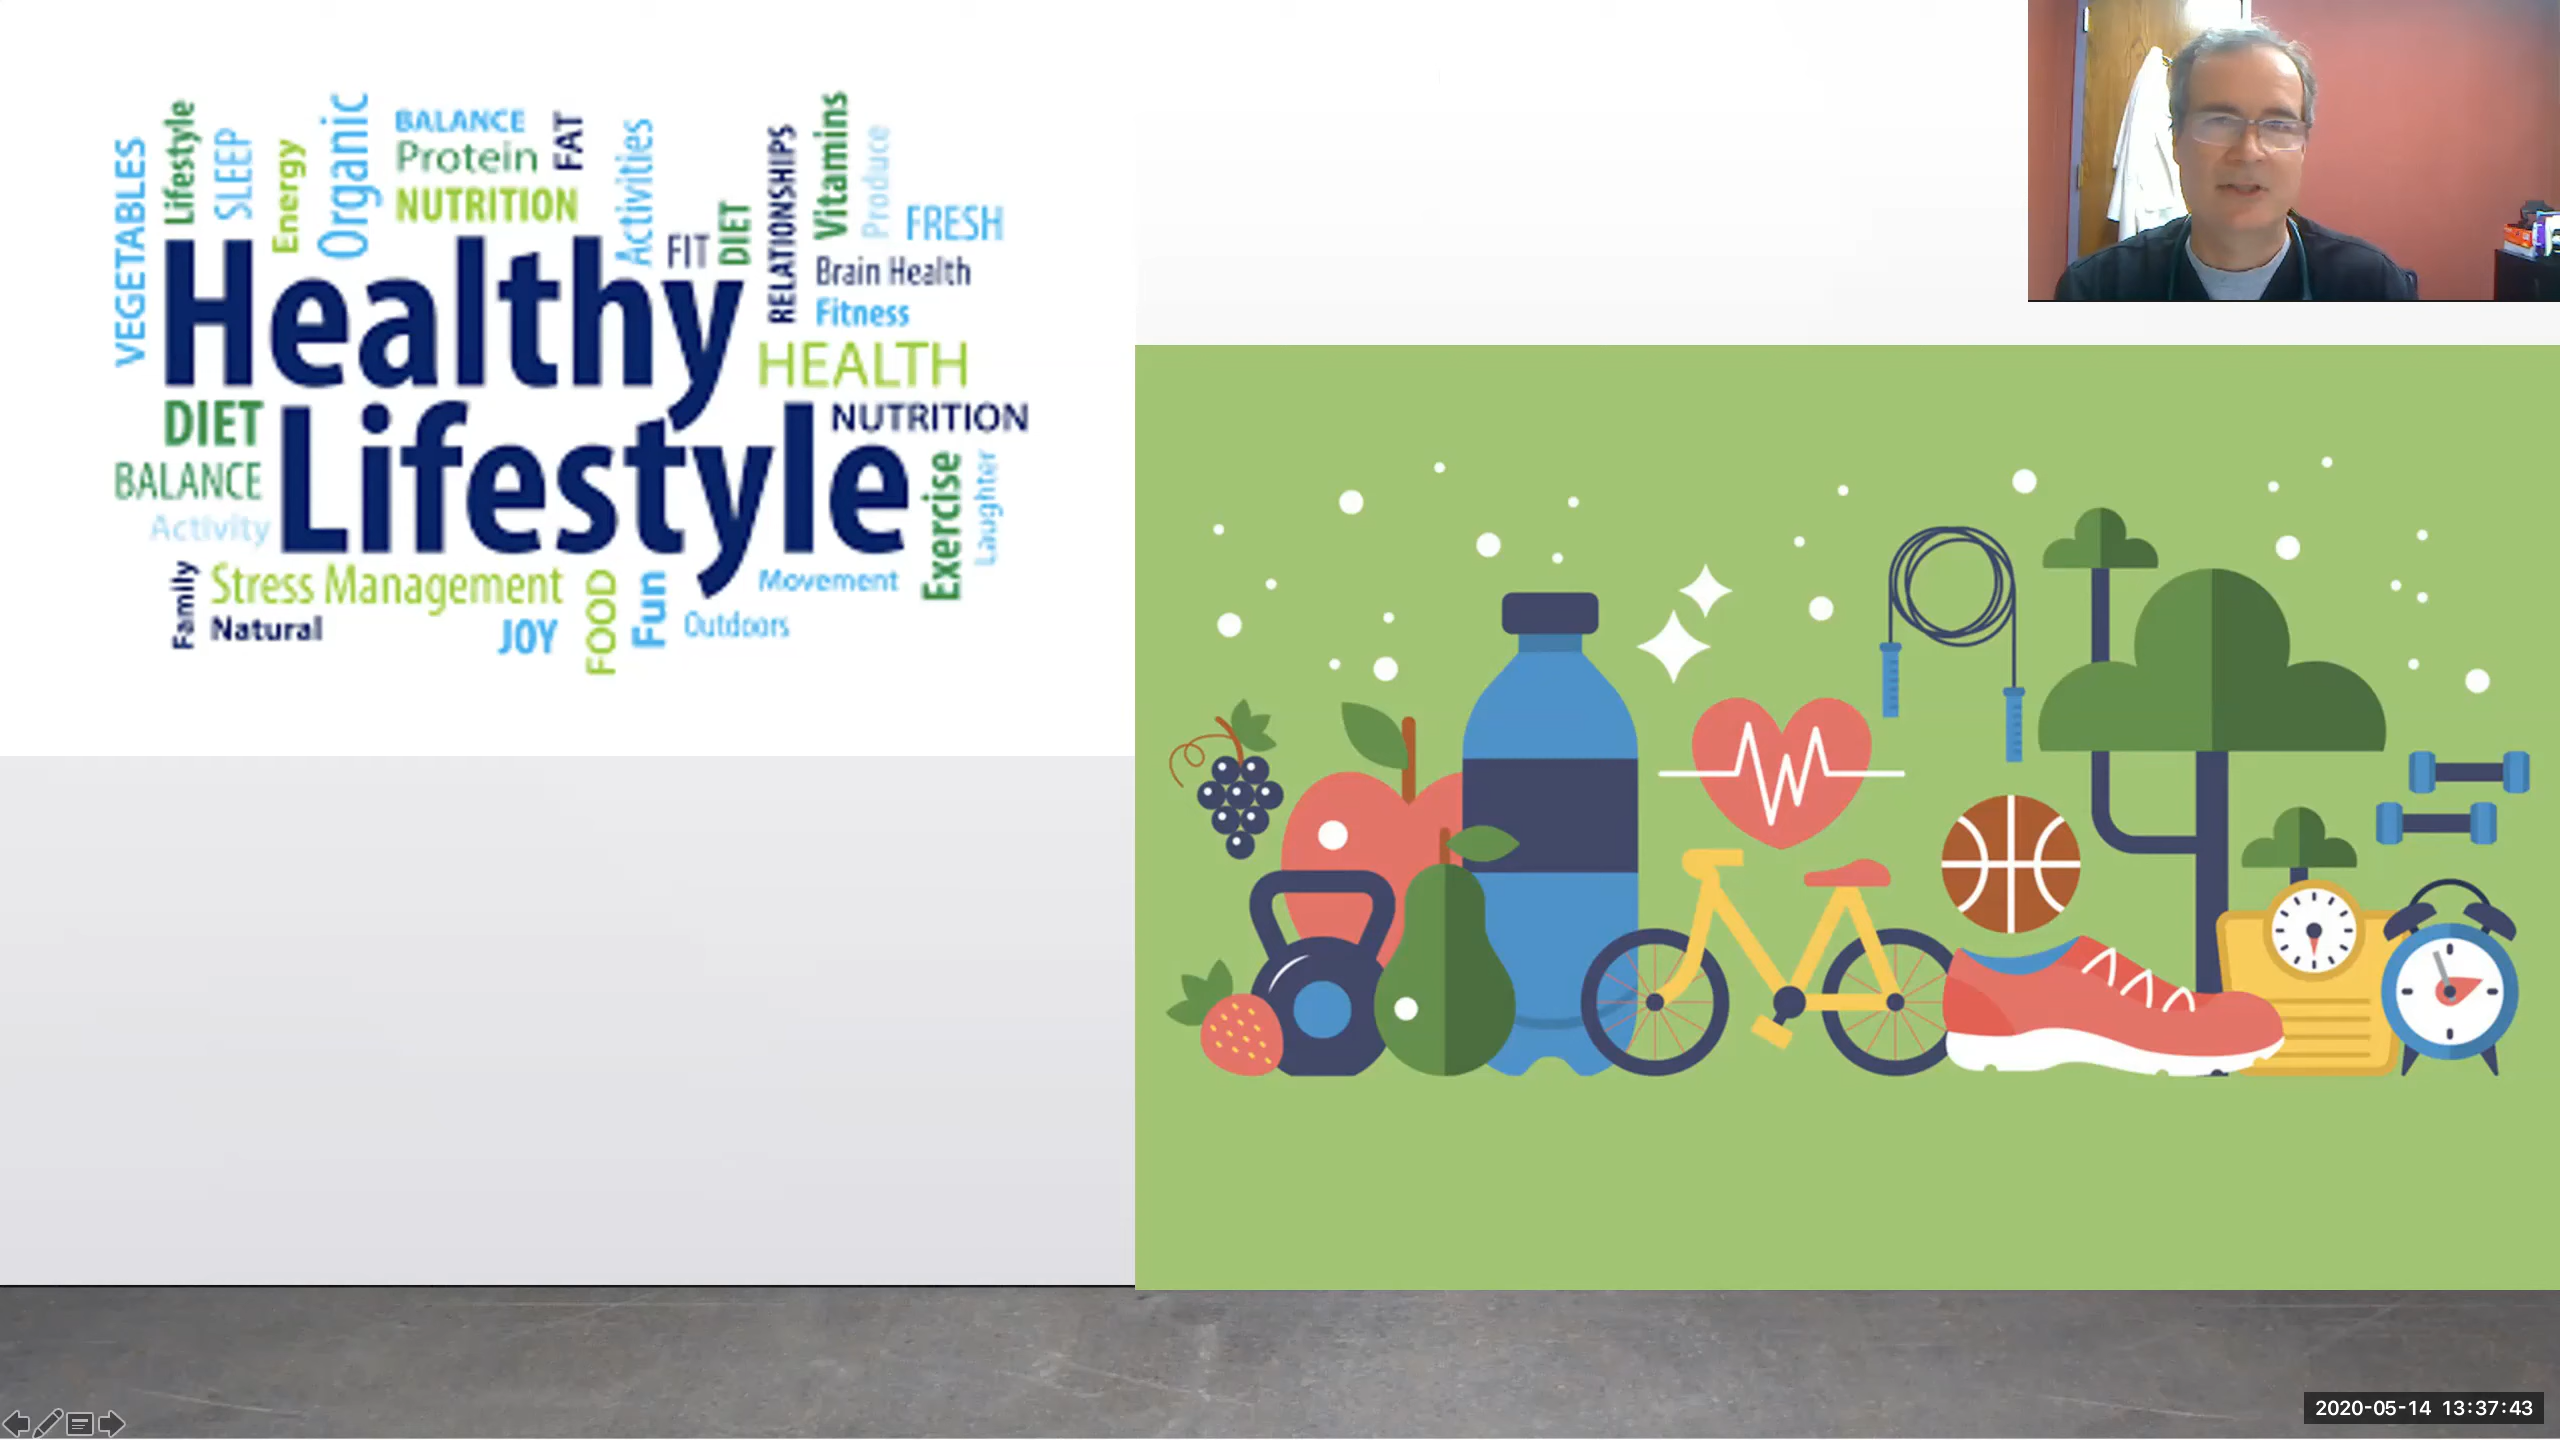 VEGETABLES
Lifestyle
SLEEP
Energy
Organic
BALANCE
Protein
NUTRITION
FAT
Activities
FIT
DIET
RELATIONSHIPS
Vitamins
Produce
FRESH
Brain Health
Fitness
HEALTH
NUTRITION
Healthy
Lifestyle
DIET
BALANCE
Activity
Family
Stress Management
Natural
JOY
FOOD
Fun
Outdoors
Movement
Exercise
Laughter
2020-05-14 13:37:43